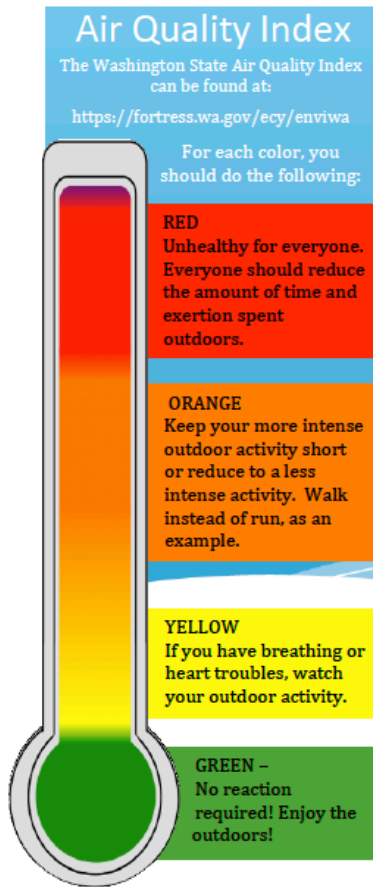 Air Quality Index
The Washington State Air Quality Index
can be found at:
https://fortress.wa.gov/ecy/enviwa
For each color, you
should do the following:
RED
Unhealthy for everyone.
Everyone should reduce
the amount of time and
exertion spent
outdoors.
ORANGE
Keep your more intense
outdoor activity short
or reduce to a less
intense activity.  Walk
instead of run, as an
example.
YELLOW
If you have breathing or
heart troubles, watch
your outdoor activity.
GREEN –
No reaction
required! Enjoy the
outdoors!